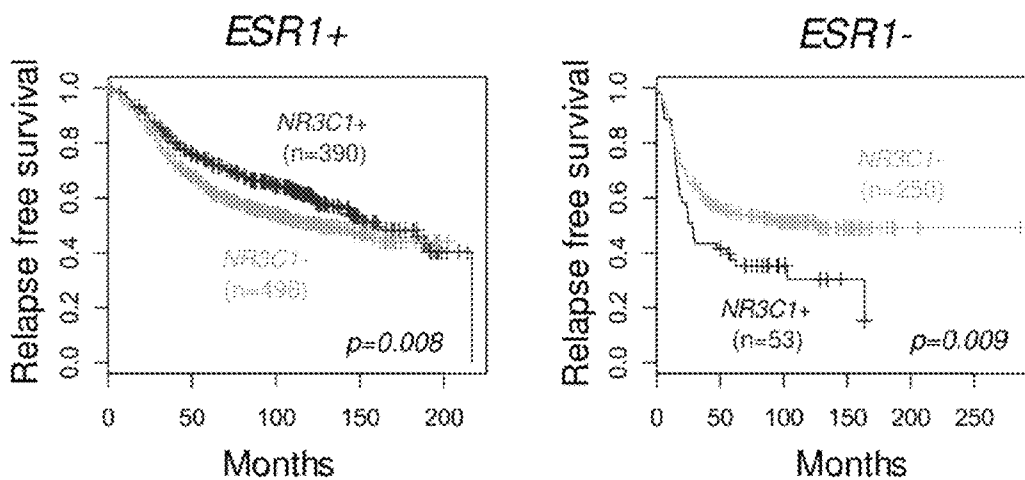 ESR1+
Relapse free survival
1.0
0.8
0.6
0.4
0.2
0.0
NR3C1+
(n=390)
NR3C1-
(n=498)
p=0.008
0 50 100 150 200
Months
ESR1-
Relapse free survival
1.0
0.8
0.6
0.4
0.2
0.0
NR3C1-
(n=250)
NR3C1+
(n=53)
p=0.009
0 50 100 150 200 250
Months